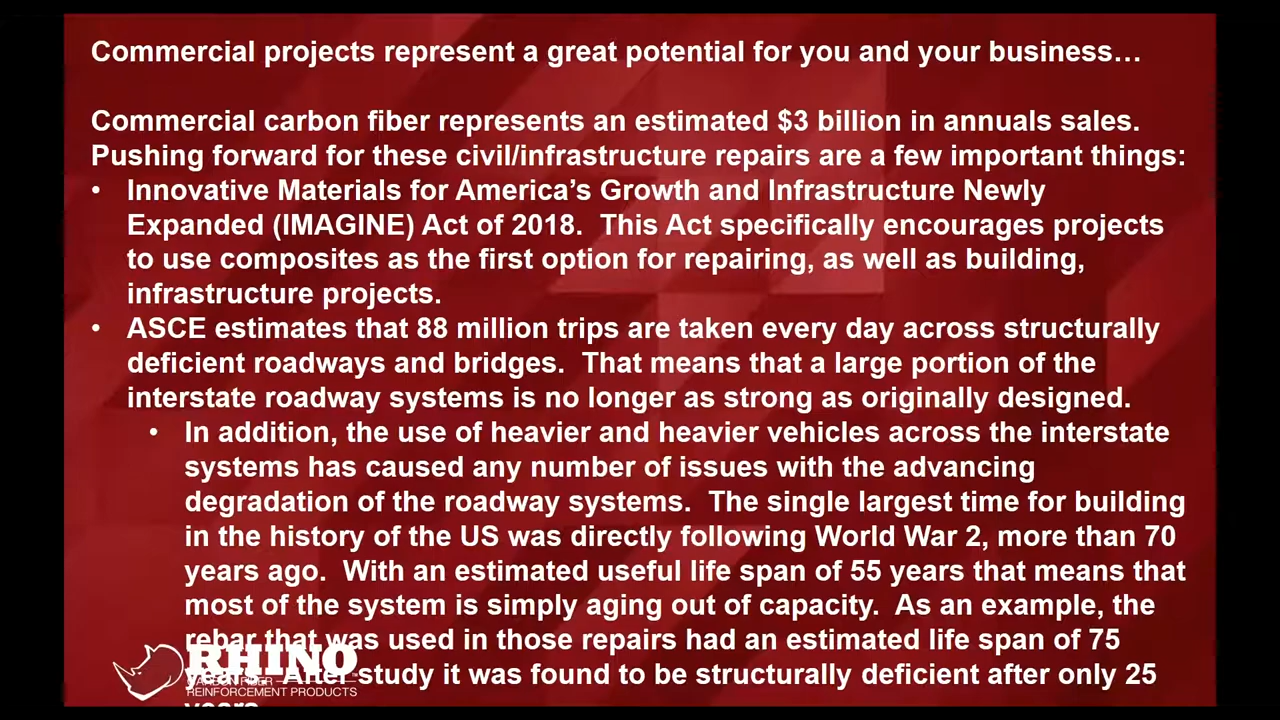 Commercial projects represent a great potential for you and your business…
Commercial carbon fiber represents an estimated $3 billion in annuals sales.
Pushing forward for these civil/infrastructure repairs are a few important things:
• Innovative Materials for America’s Growth and Infrastructure Newly
Expanded (IMAGINE) Act of 2018.  This Act specifically encourages projects
to use composites as the first option for repairing, as well as building,
infrastructure projects.
• ASCE estimates that 88 million trips are taken every day across structurally
deficient roadways and bridges.  That means that a large portion of the
interstate roadway systems is no longer as strong as originally designed.
• In addition, the use of heavier and heavier vehicles across the interstate
systems has caused any number of issues with the advancing
degradation of the roadway systems.  The single largest time for building
in the history of the US was directly following World War 2, more than 70
years ago.  With an estimated useful life span of 55 years that means that
most of the system is simply aging out of capacity.  As an example, the
rebar that was used in those repairs had an estimated life span of 75
years.  After study it was found to be structurally deficient after only 25
years
RHINO
CARBON FIBER
REINFORCEMENT PRODUCTS